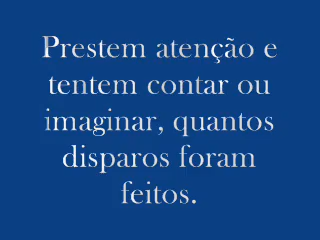 Prestem atenção e
tentem contar ou
imaginar, quantos
disparos foram
feitos.